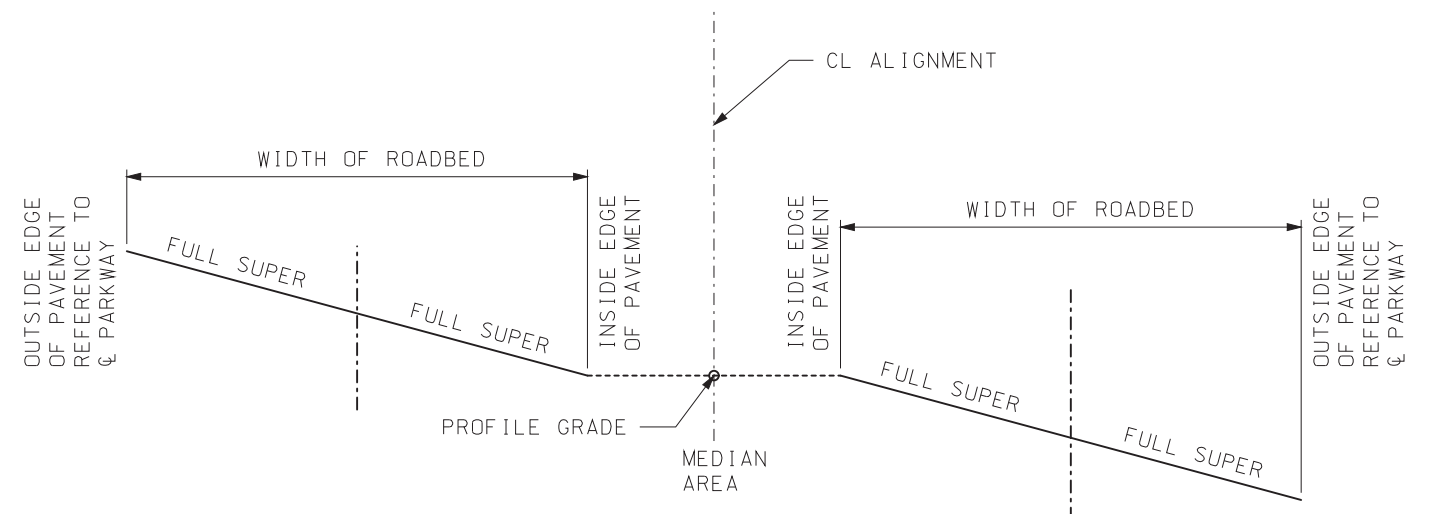 CL ALIGNMENT
WIDTH OF ROADBED
WIDTH OF ROADBED
OUTSIDE EDGE
OF PAVEMENT
REFERENCE TO
℄ PARKWAY
FULL SUPER
FULL SUPER
INSIDE EDGE
OF PAVEMENT
INSIDE EDGE
OF PAVEMENT
FULL SUPER
FULL SUPER
OUTSIDE EDGE
OF PAVEMENT
REFERENCE TO
℄ PARKWAY
PROFILE GRADE
MEDIAN
AREA